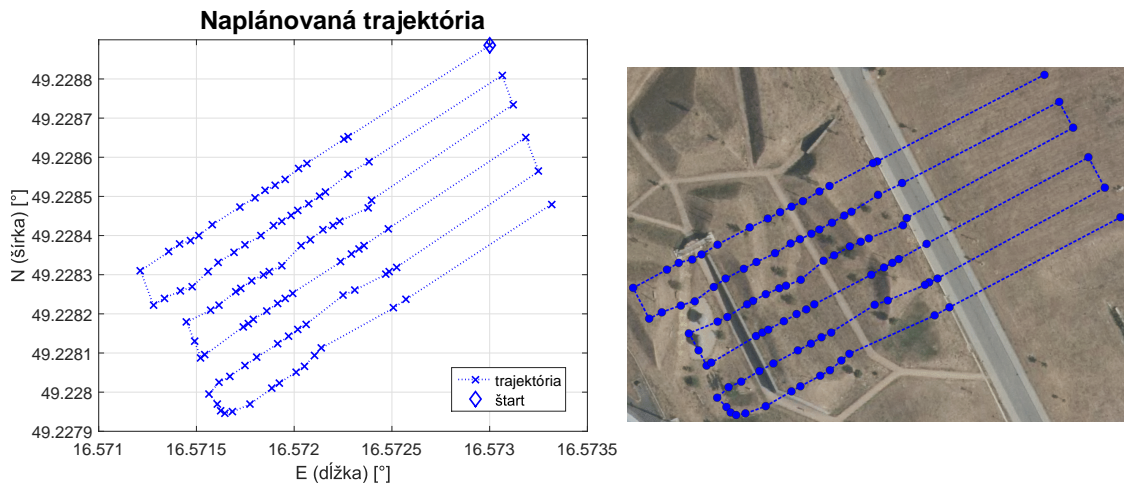 Naplánovaná trajektória
N (šírka) [°]
49.2288
49.2287
49.2286
49.2285
49.2284
49.2283
49.2282
49.2281
49.228
49.2279
trajektória
štart
16.571 16.5715 16.572 16.5725 16.573 16.5735
E (dĺžka) [°]